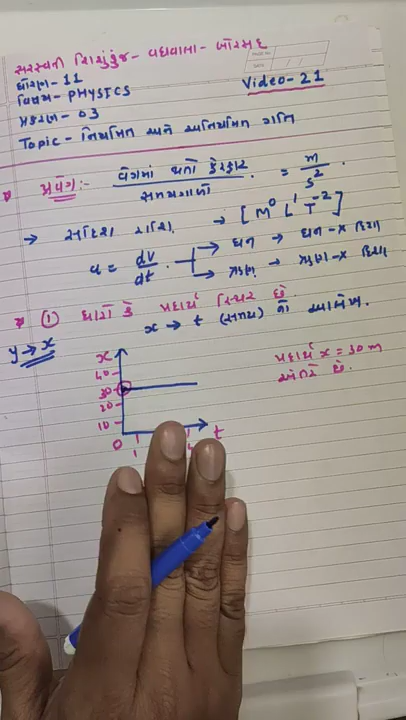 સરસ્વતી શિશુકુંજ - વઘવાલા - બોરસદ
ધોરણ - 11
વિષય - PHYSICS
Video - 21
પ્રકરણ - 03
Topic - નિયમિત અને અનિયમિત ગતિ
પ્રવેગ :- વેગમાં થતો ફેરફાર / સમયગાળો = m / s²
→ સદિશ રાશિ → [M⁰ L¹ T⁻²]
a = dv / dt
→ ધન → ધન-x દિશા
→ ઋણ → ઋણ-x દિશા
* ① ધારો કે પદાર્થ સ્થિર છે.
x → t (સમય) નો આલેખ.
y → x
x
40
30
20
10
0
t
પદાર્થ x = 30 m
અંતરે છે.